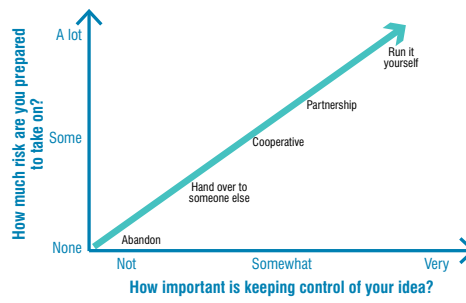 How much risk are you prepared
to take on?
A lot
Some
None
Run it
yourself
Partnership
Cooperative
Hand over to
someone else
Abandon
Not
Somewhat
Very
How important is keeping control of your idea?